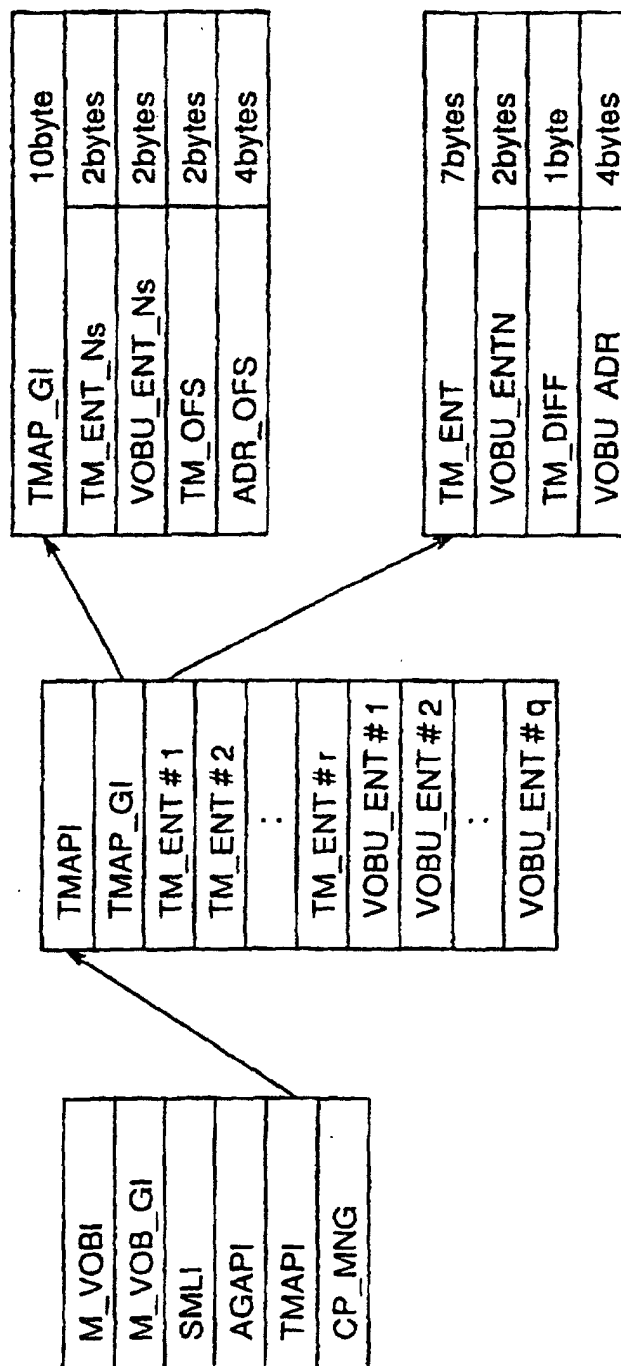 M_VOBI
M_VOB_GI
SMLI
AGAPI
TMAPI
CP_MNG
TMAPI
TMAP_GI
TM_ENT#1
TM_ENT#2
:
TM_ENT#r
VOBU_ENT#1
VOBU_ENT#2
:
VOBU_ENT#q
TMAP_GI 10byte
TM_ENT_Ns 2bytes
VOBU_ENT_Ns 2bytes
TM_OFS 2bytes
ADR_OFS 4bytes
TM_ENT 7bytes
VOBU_ENTN 2bytes
TM_DIFF 1byte
VOBU_ADR 4bytes